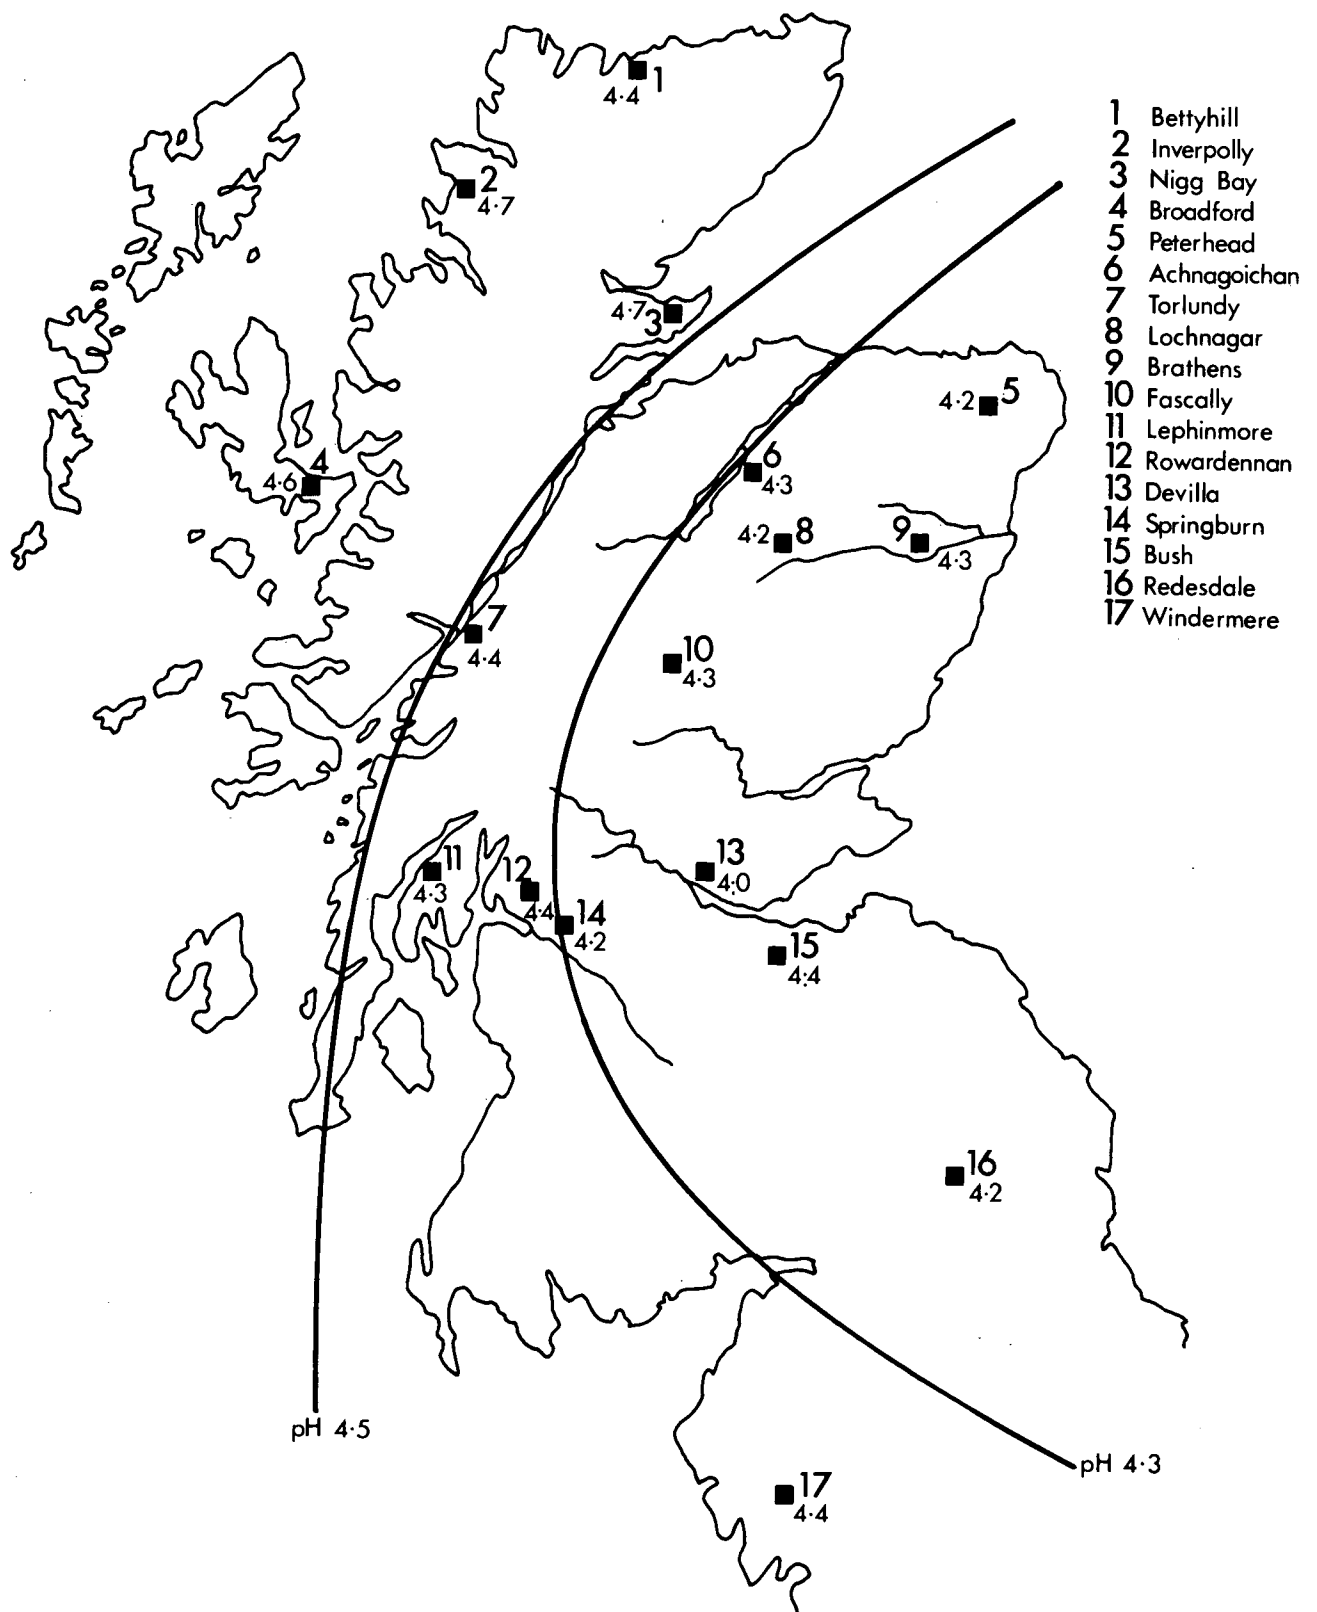 1
4·4
2
4·7
4·7
3
4
4·6
4·2
5
6
4·3
4·2
8
9
4·3
7
4·4
10
4·3
11
4·3
12
4·4
13
4·0
14
4·2
15
4·4
16
4·2
17
4·4
pH 4·5
pH 4·3
1 Bettyhill
2 Inverpolly
3 Nigg Bay
4 Broadford
5 Peterhead
6 Achnagoichan
7 Torlundy
8 Lochnagar
9 Brathens
10 Fascally
11 Lephinmore
12 Rowardennan
13 Devilla
14 Springburn
15 Bush
16 Redesdale
17 Windermere